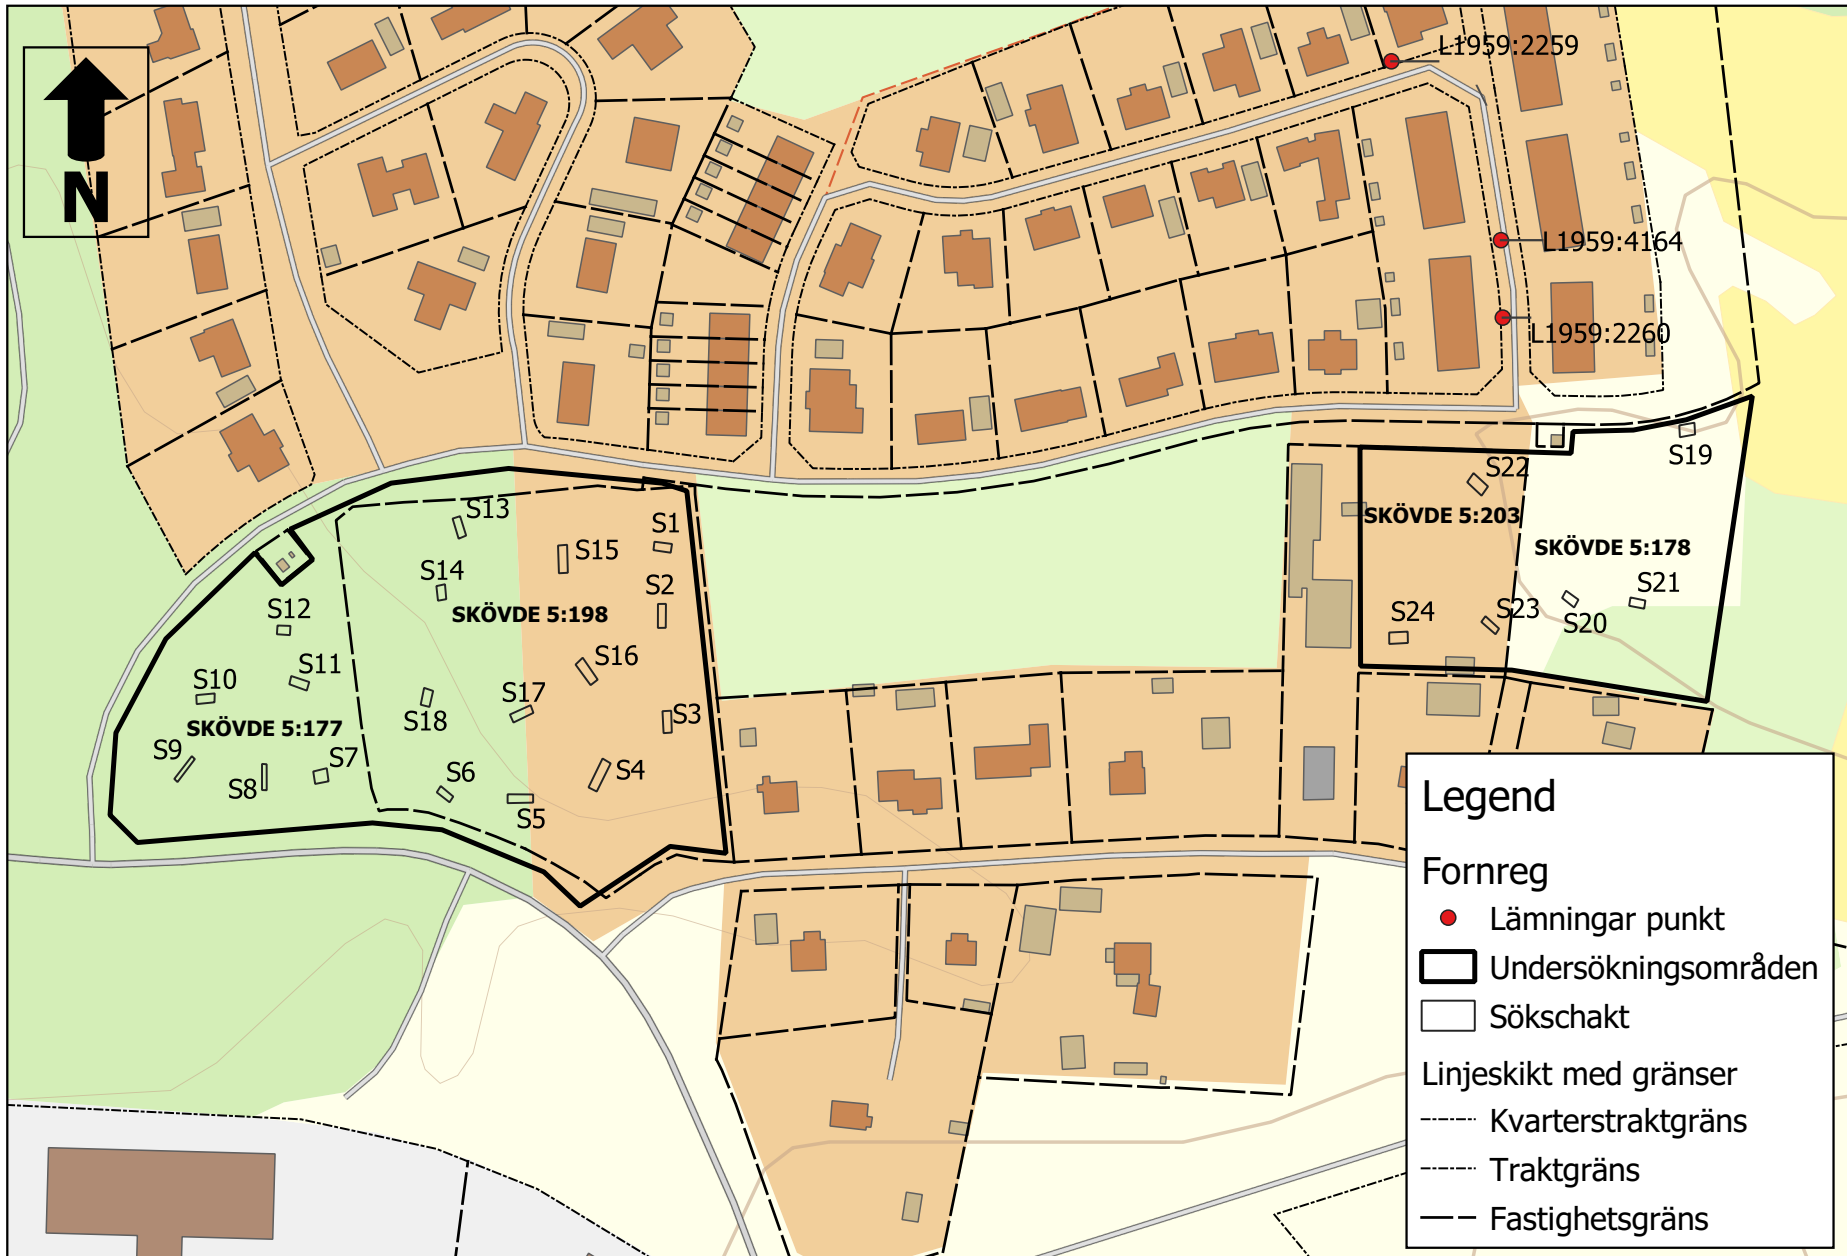 L1959:2259
N
L1959:4164
L1959:2260
S19
S22
S13
SKÖVDE 5:203
S1
S15
SKÖVDE 5:178
S14
S2
S21
S12
SKÖVDE 5:198
S23
S20
S24
S16
S11
S10
S17
S18
S3
SKÖVDE 5:177
S9
S7
S8
S6
S4
S5
Legend
Fornreg
Lämningar punkt
Undersökningsområden
Sökschakt
Linjeskikt med gränser
Kvarterstraktgräns
Traktgräns
Fastighetsgräns